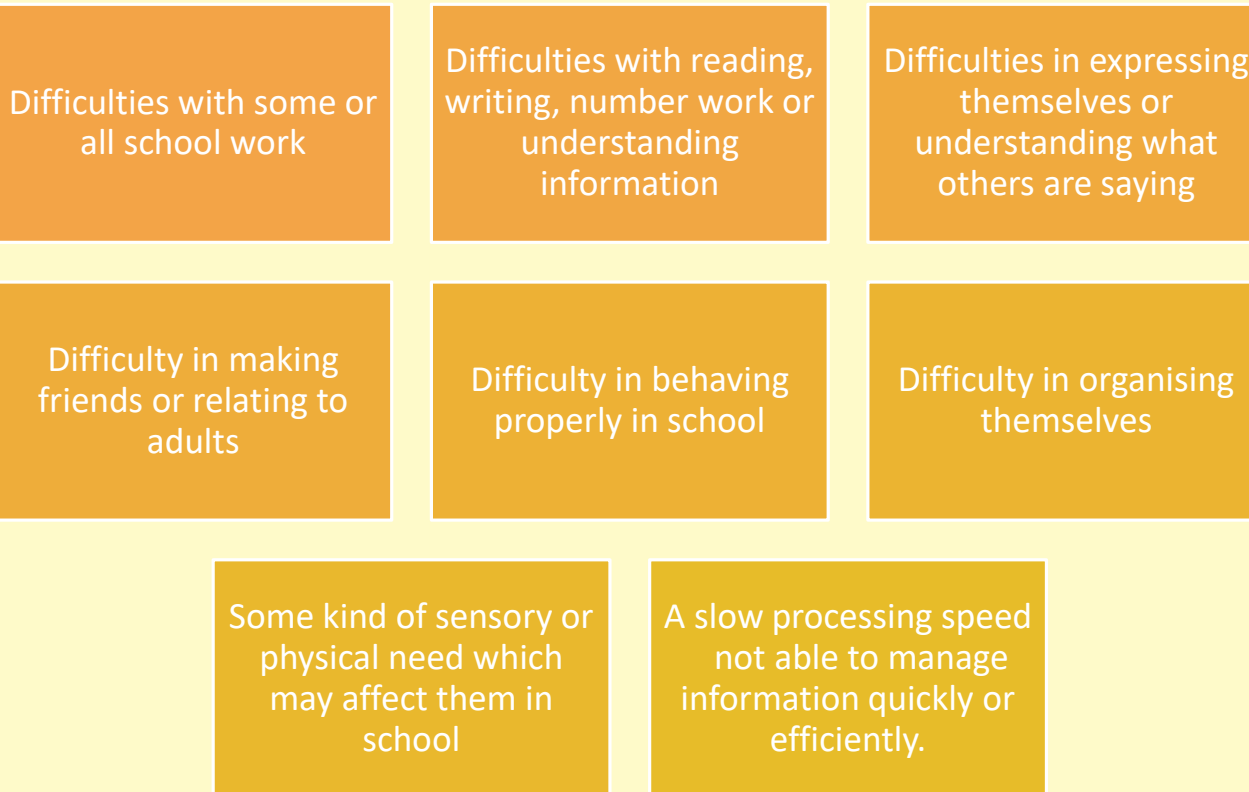 Difficulties with some or
all school work
Difficulties with reading,
writing, number work or
understanding
information
Difficulties in expressing
themselves or
understanding what
others are saying
Difficulty in making
friends or relating to
adults
Difficulty in behaving
properly in school
Difficulty in organising
themselves
Some kind of sensory or
physical need which
may affect them in
school
A slow processing speed
not able to manage
information quickly or
efficiently.